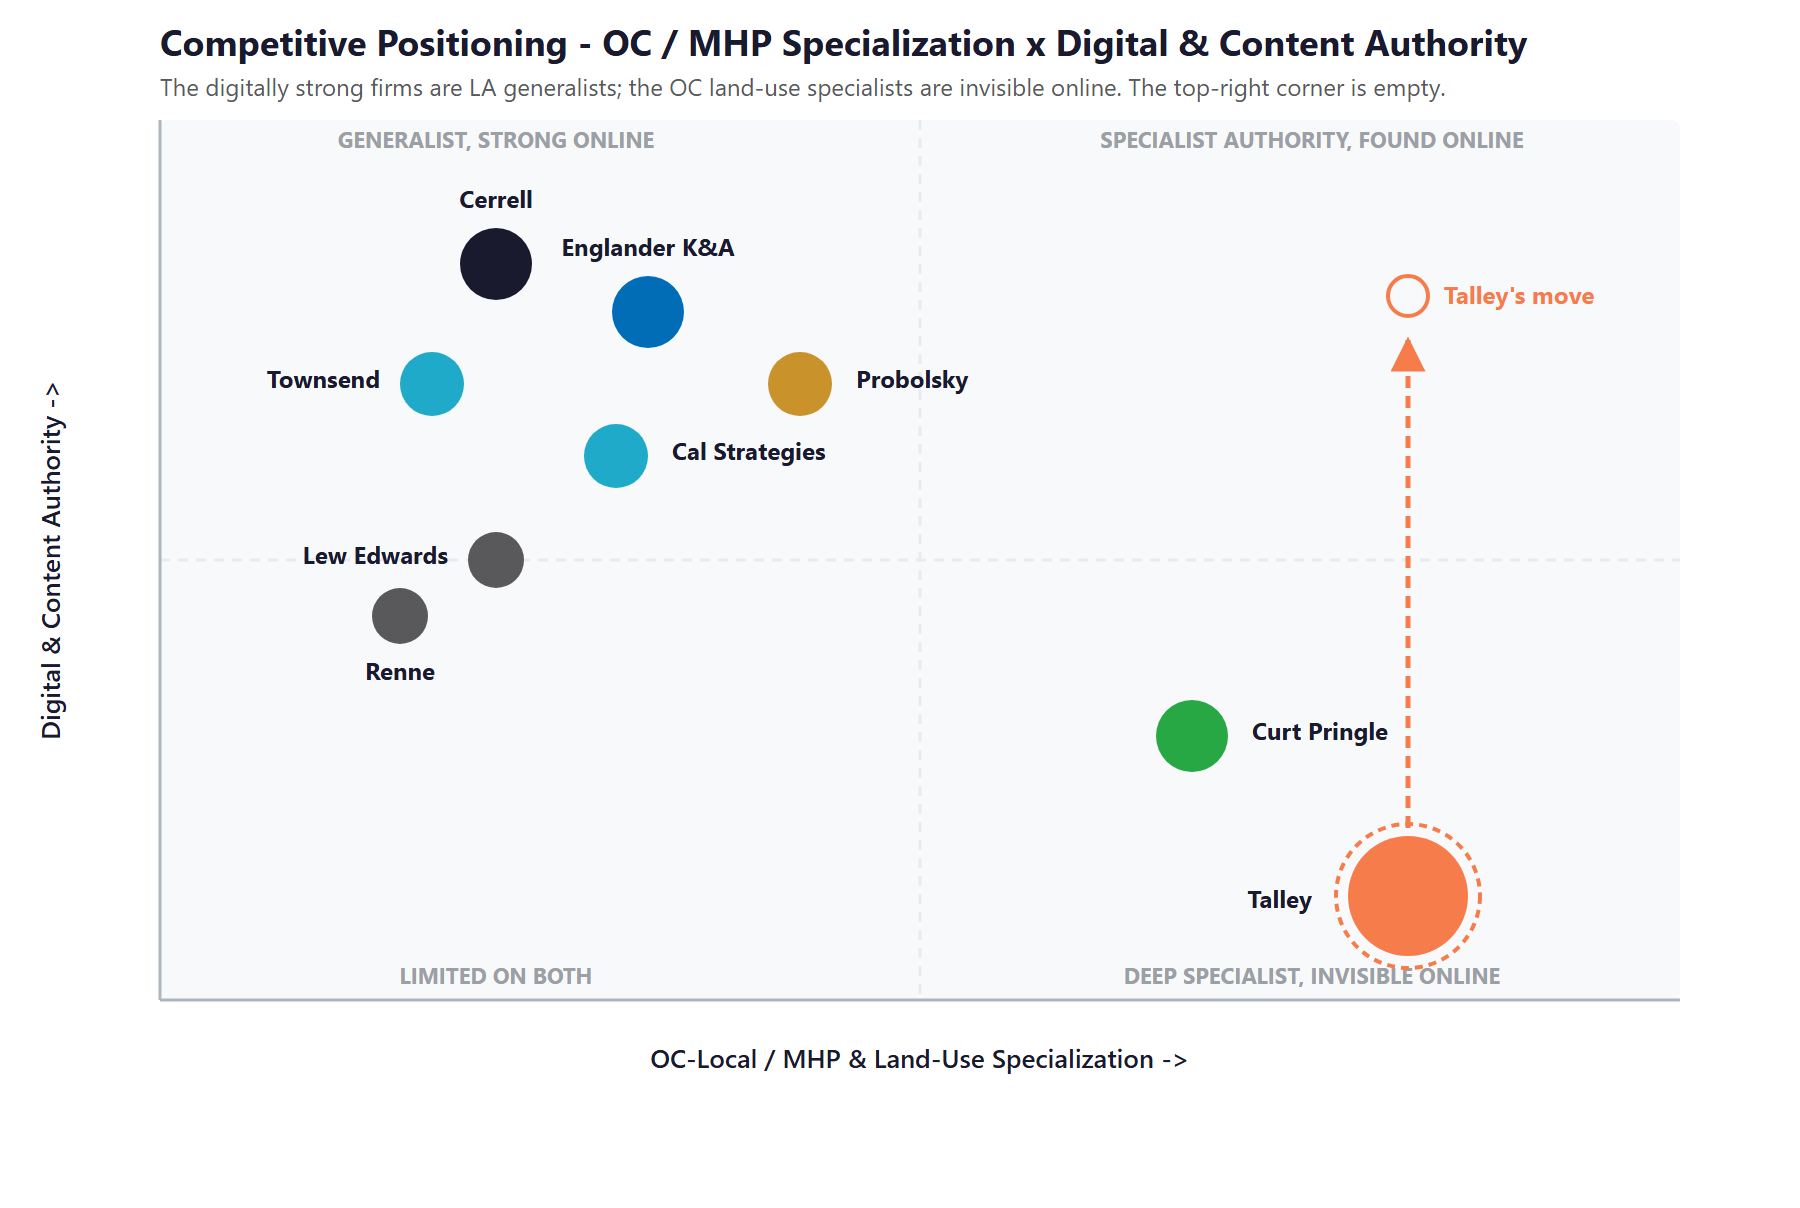 Competitive Positioning - OC / MHP Specialization x Digital & Content Authority
The digitally strong firms are LA generalists; the OC land-use specialists are invisible online. The top-right corner is empty.
GENERALIST, STRONG ONLINE
SPECIALIST AUTHORITY, FOUND ONLINE
Cerrell
Englander K&A
Talley's move
Townsend
Probolsky
Cal Strategies
Lew Edwards
Renne
Curt Pringle
Talley
LIMITED ON BOTH
DEEP SPECIALIST, INVISIBLE ONLINE
Digital & Content Authority ->
OC-Local / MHP & Land-Use Specialization ->